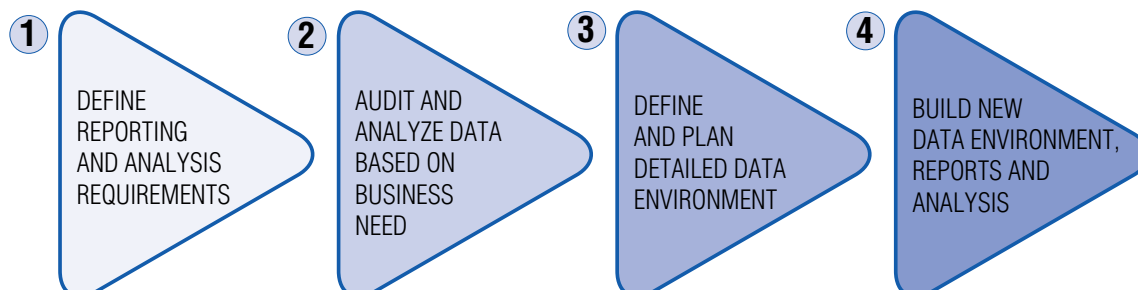 1
DEFINE
REPORTING
AND ANALYSIS
REQUIREMENTS
2
AUDIT AND
ANALYZE DATA
BASED ON
BUSINESS
NEED
3
DEFINE
AND PLAN
DETAILED DATA
ENVIRONMENT
4
BUILD NEW
DATA ENVIRONMENT,
REPORTS AND
ANALYSIS